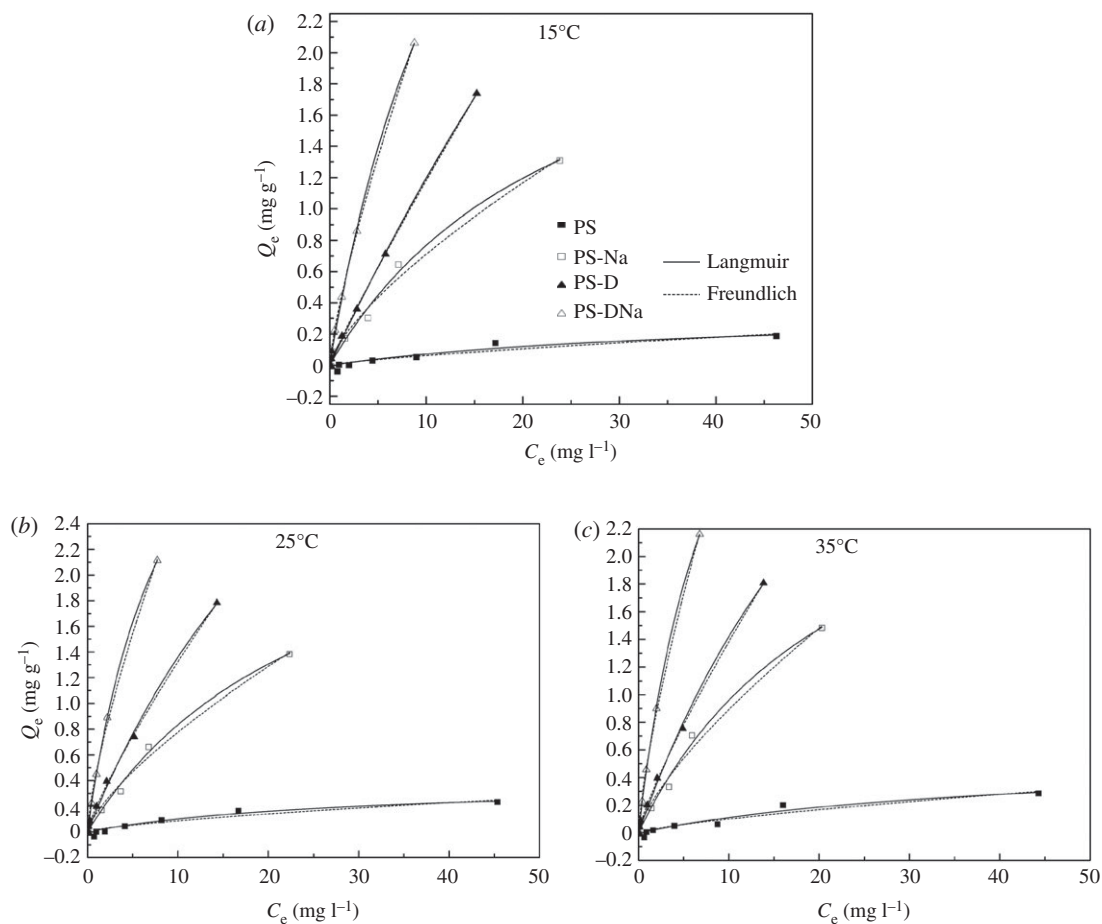 (a)
15°C
2.2
2.0
1.8
1.6
1.4
1.2
1.0
0.8
0.6
0.4
0.2
0
−0.2
Qe (mg g−1)
PS
PS-Na
PS-D
PS-DNa
Langmuir
Freundlich
0 10 20 30 40 50
Ce (mg l−1)
(b)
25°C
2.4
2.2
2.0
1.8
1.6
1.4
1.2
1.0
0.8
0.6
0.4
0.4
0
−0.2
Qe (mg g−1)
0 10 20 30 40 50
Ce (mg l−1)
(c)
35°C
2.2
2.0
1.8
1.6
1.4
1.2
1.0
0.8
0.6
0.4
0.2
0
−0.2
0 10 20 30 40 50
Ce (mg l−1)